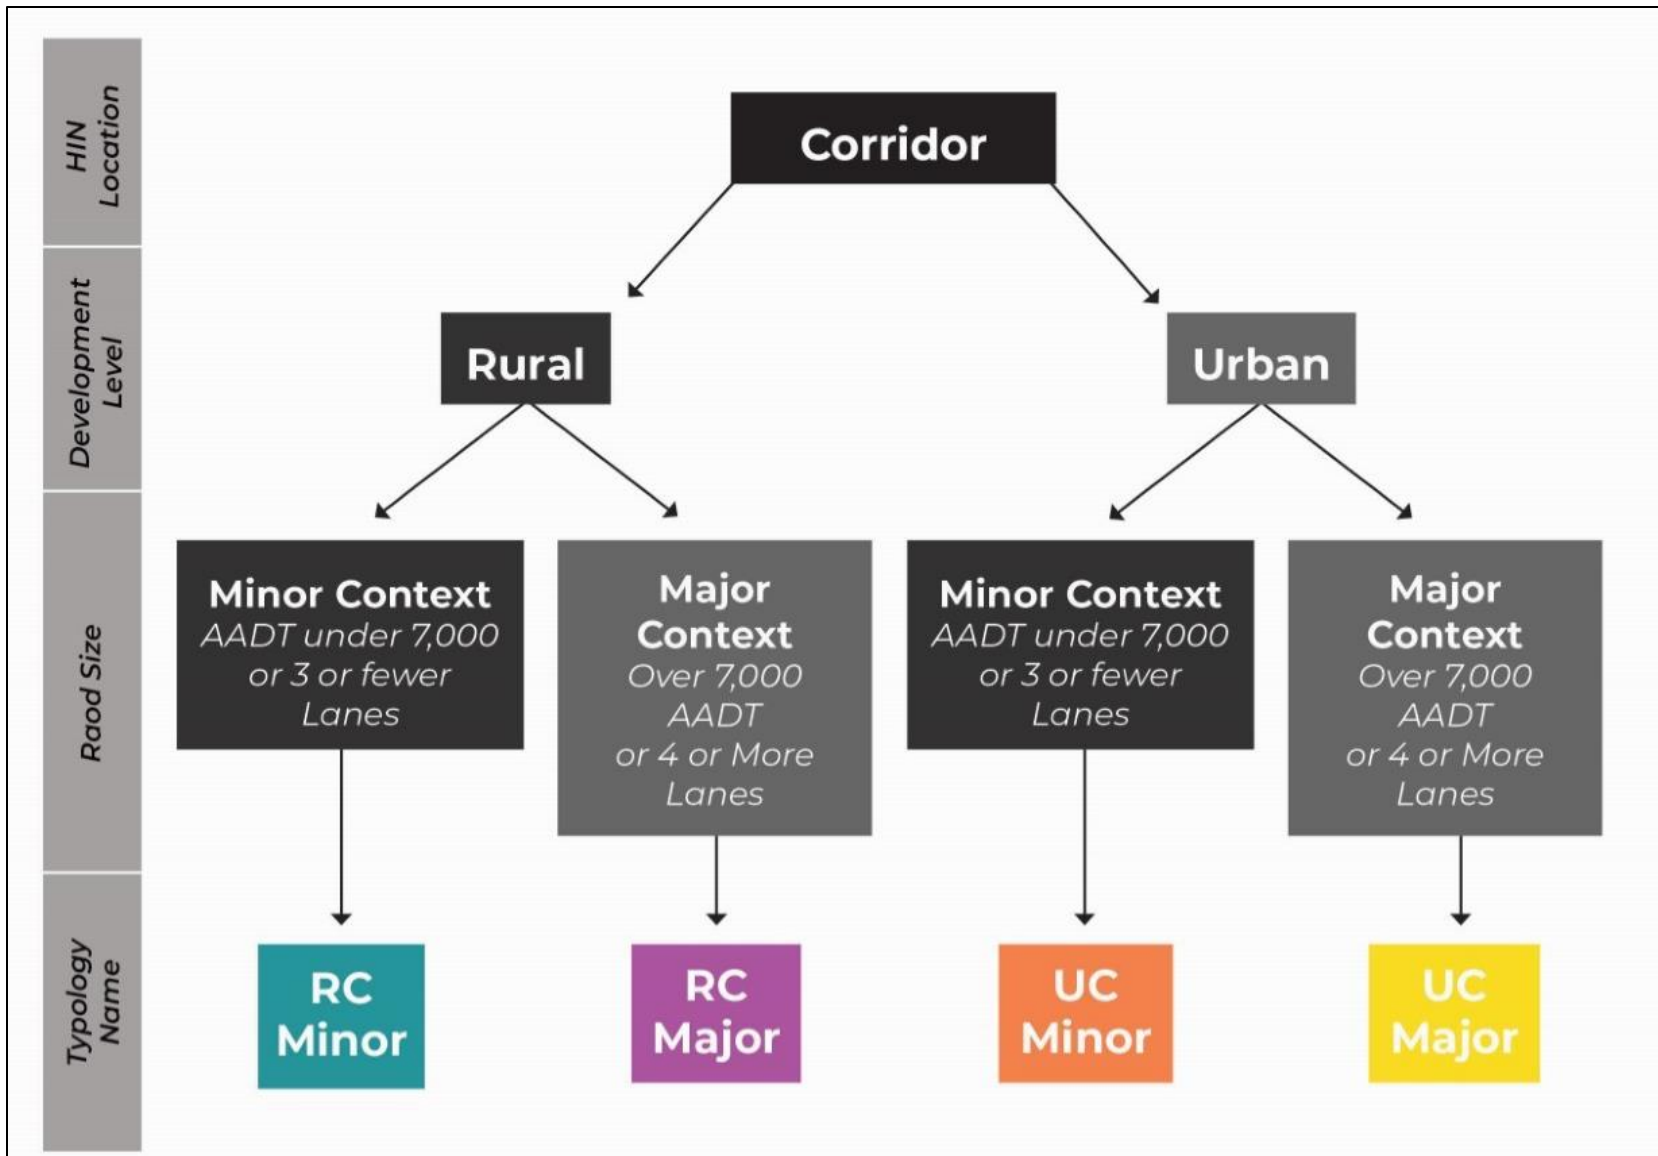 HIN
Location
Corridor
Development
Level
Rural
Urban
Raod Size
Minor Context
AADT under 7,000
or 3 or fewer
Lanes
Major
Context
Over 7,000
AADT
or 4 or More
Lanes
Minor Context
AADT under 7,000
or 3 or fewer
Lanes
Major
Context
Over 7,000
AADT
or 4 or More
Lanes
Typology
Name
RC
Minor
RC
Major
UC
Minor
UC
Major